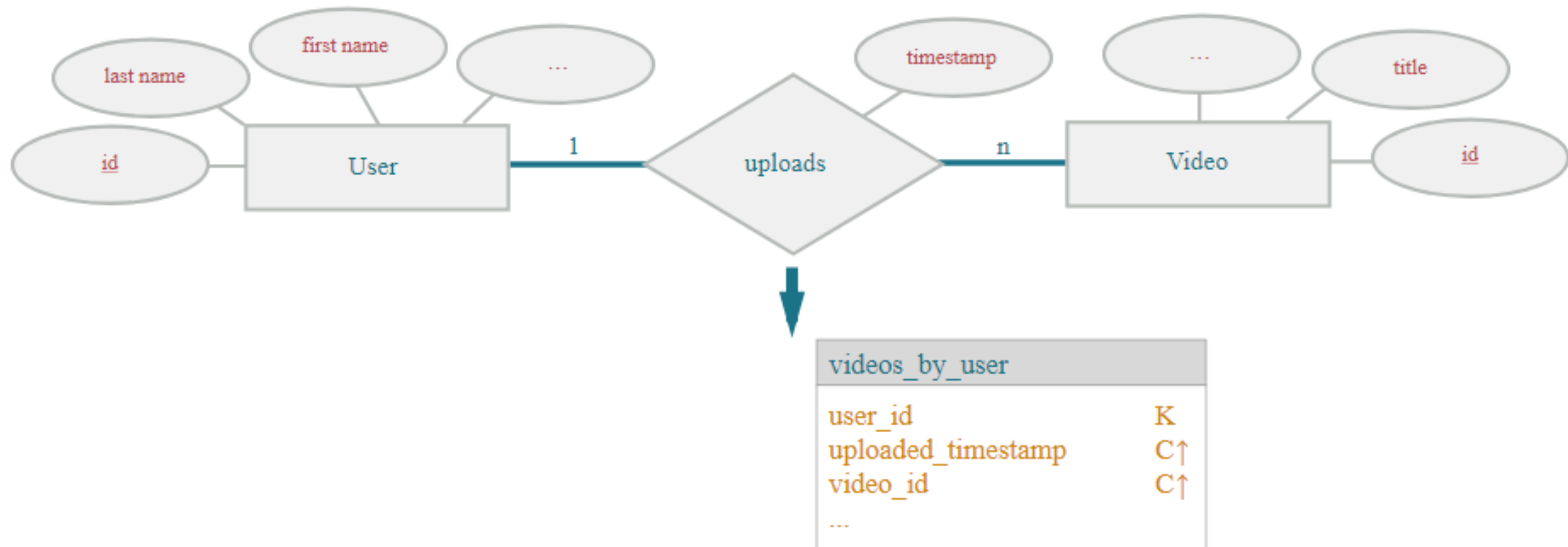 first name
timestamp
...
last name
...
title
id
User
1
uploads
n
Video
id
videos_by_user
user_id K
uploaded_timestamp C↑
video_id C↑
...